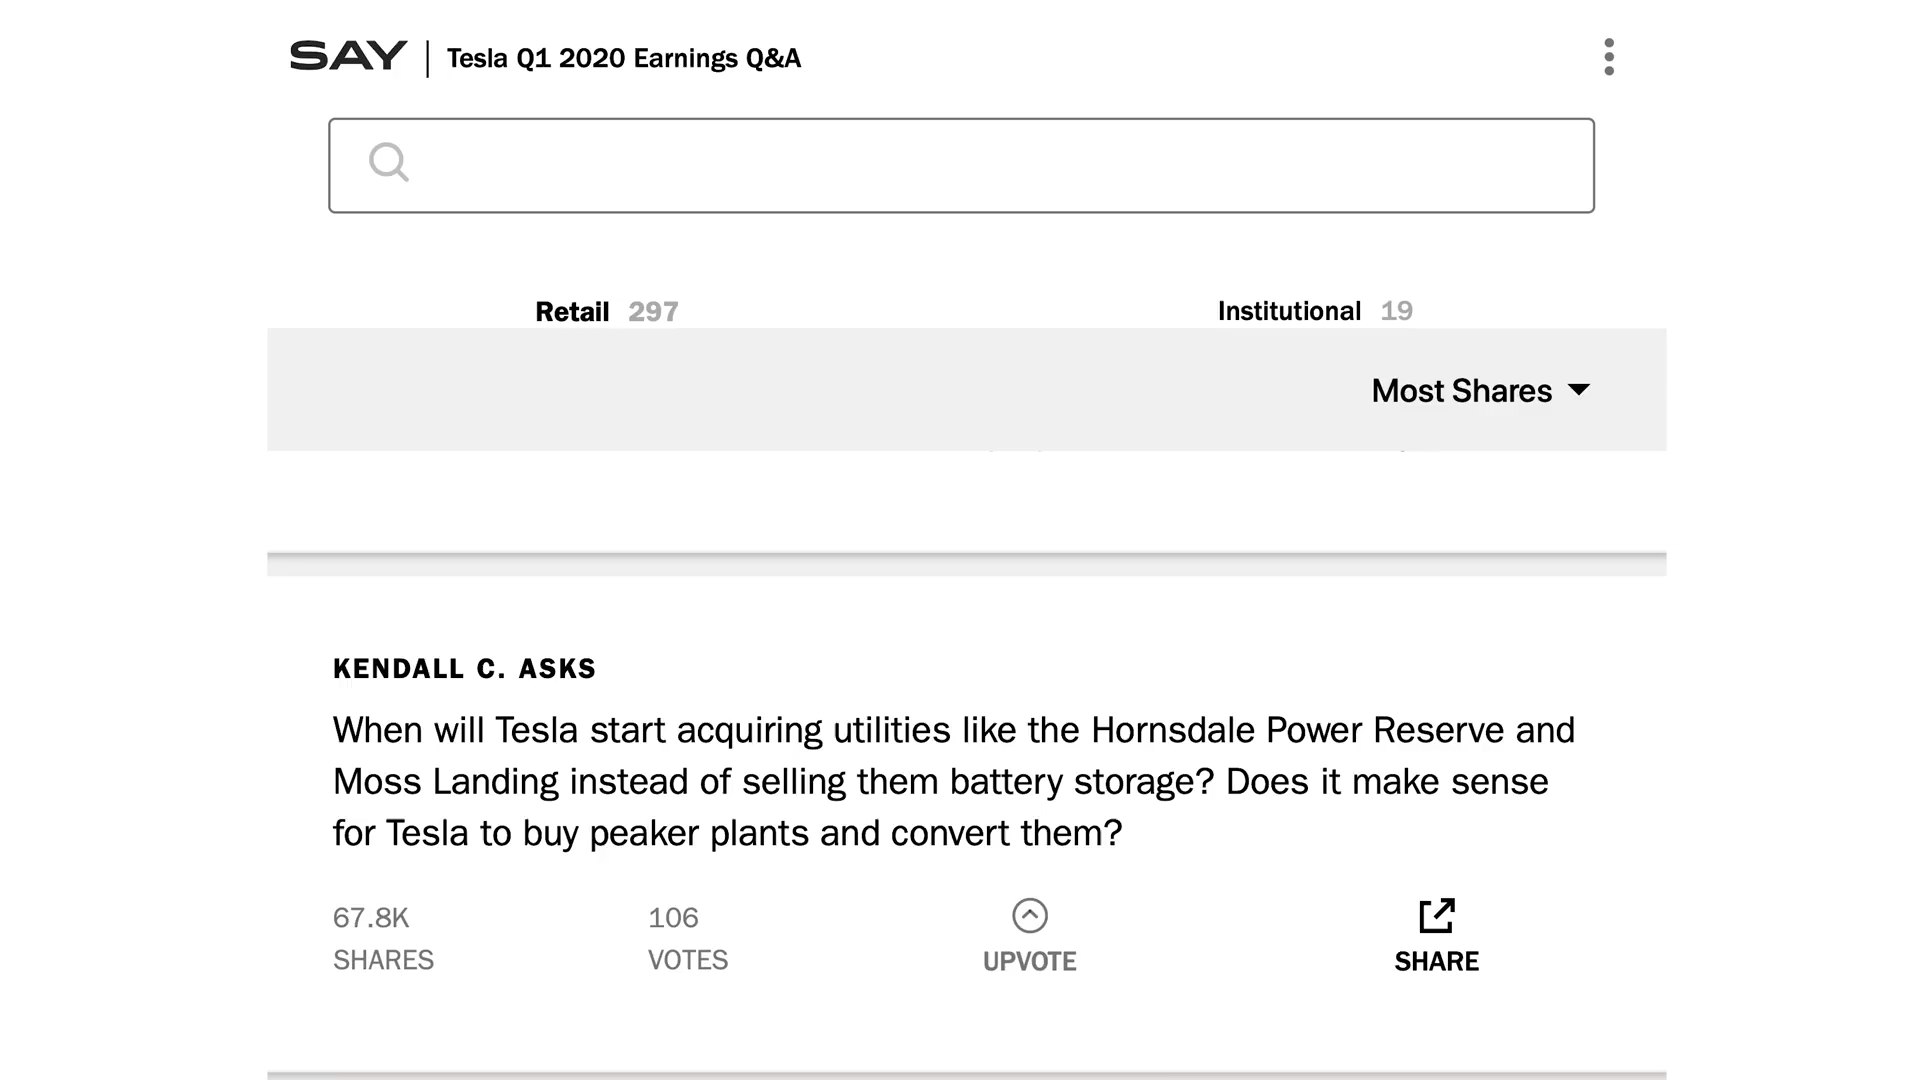 SAY | Tesla Q1 2020 Earnings Q&A
Retail 297
Institutional 19
Most Shares
KENDALL C. ASKS
When will Tesla start acquiring utilities like the Hornsdale Power Reserve and
Moss Landing instead of selling them battery storage? Does it make sense
for Tesla to buy peaker plants and convert them?
67.8K
SHARES
106
VOTES
UPVOTE
SHARE